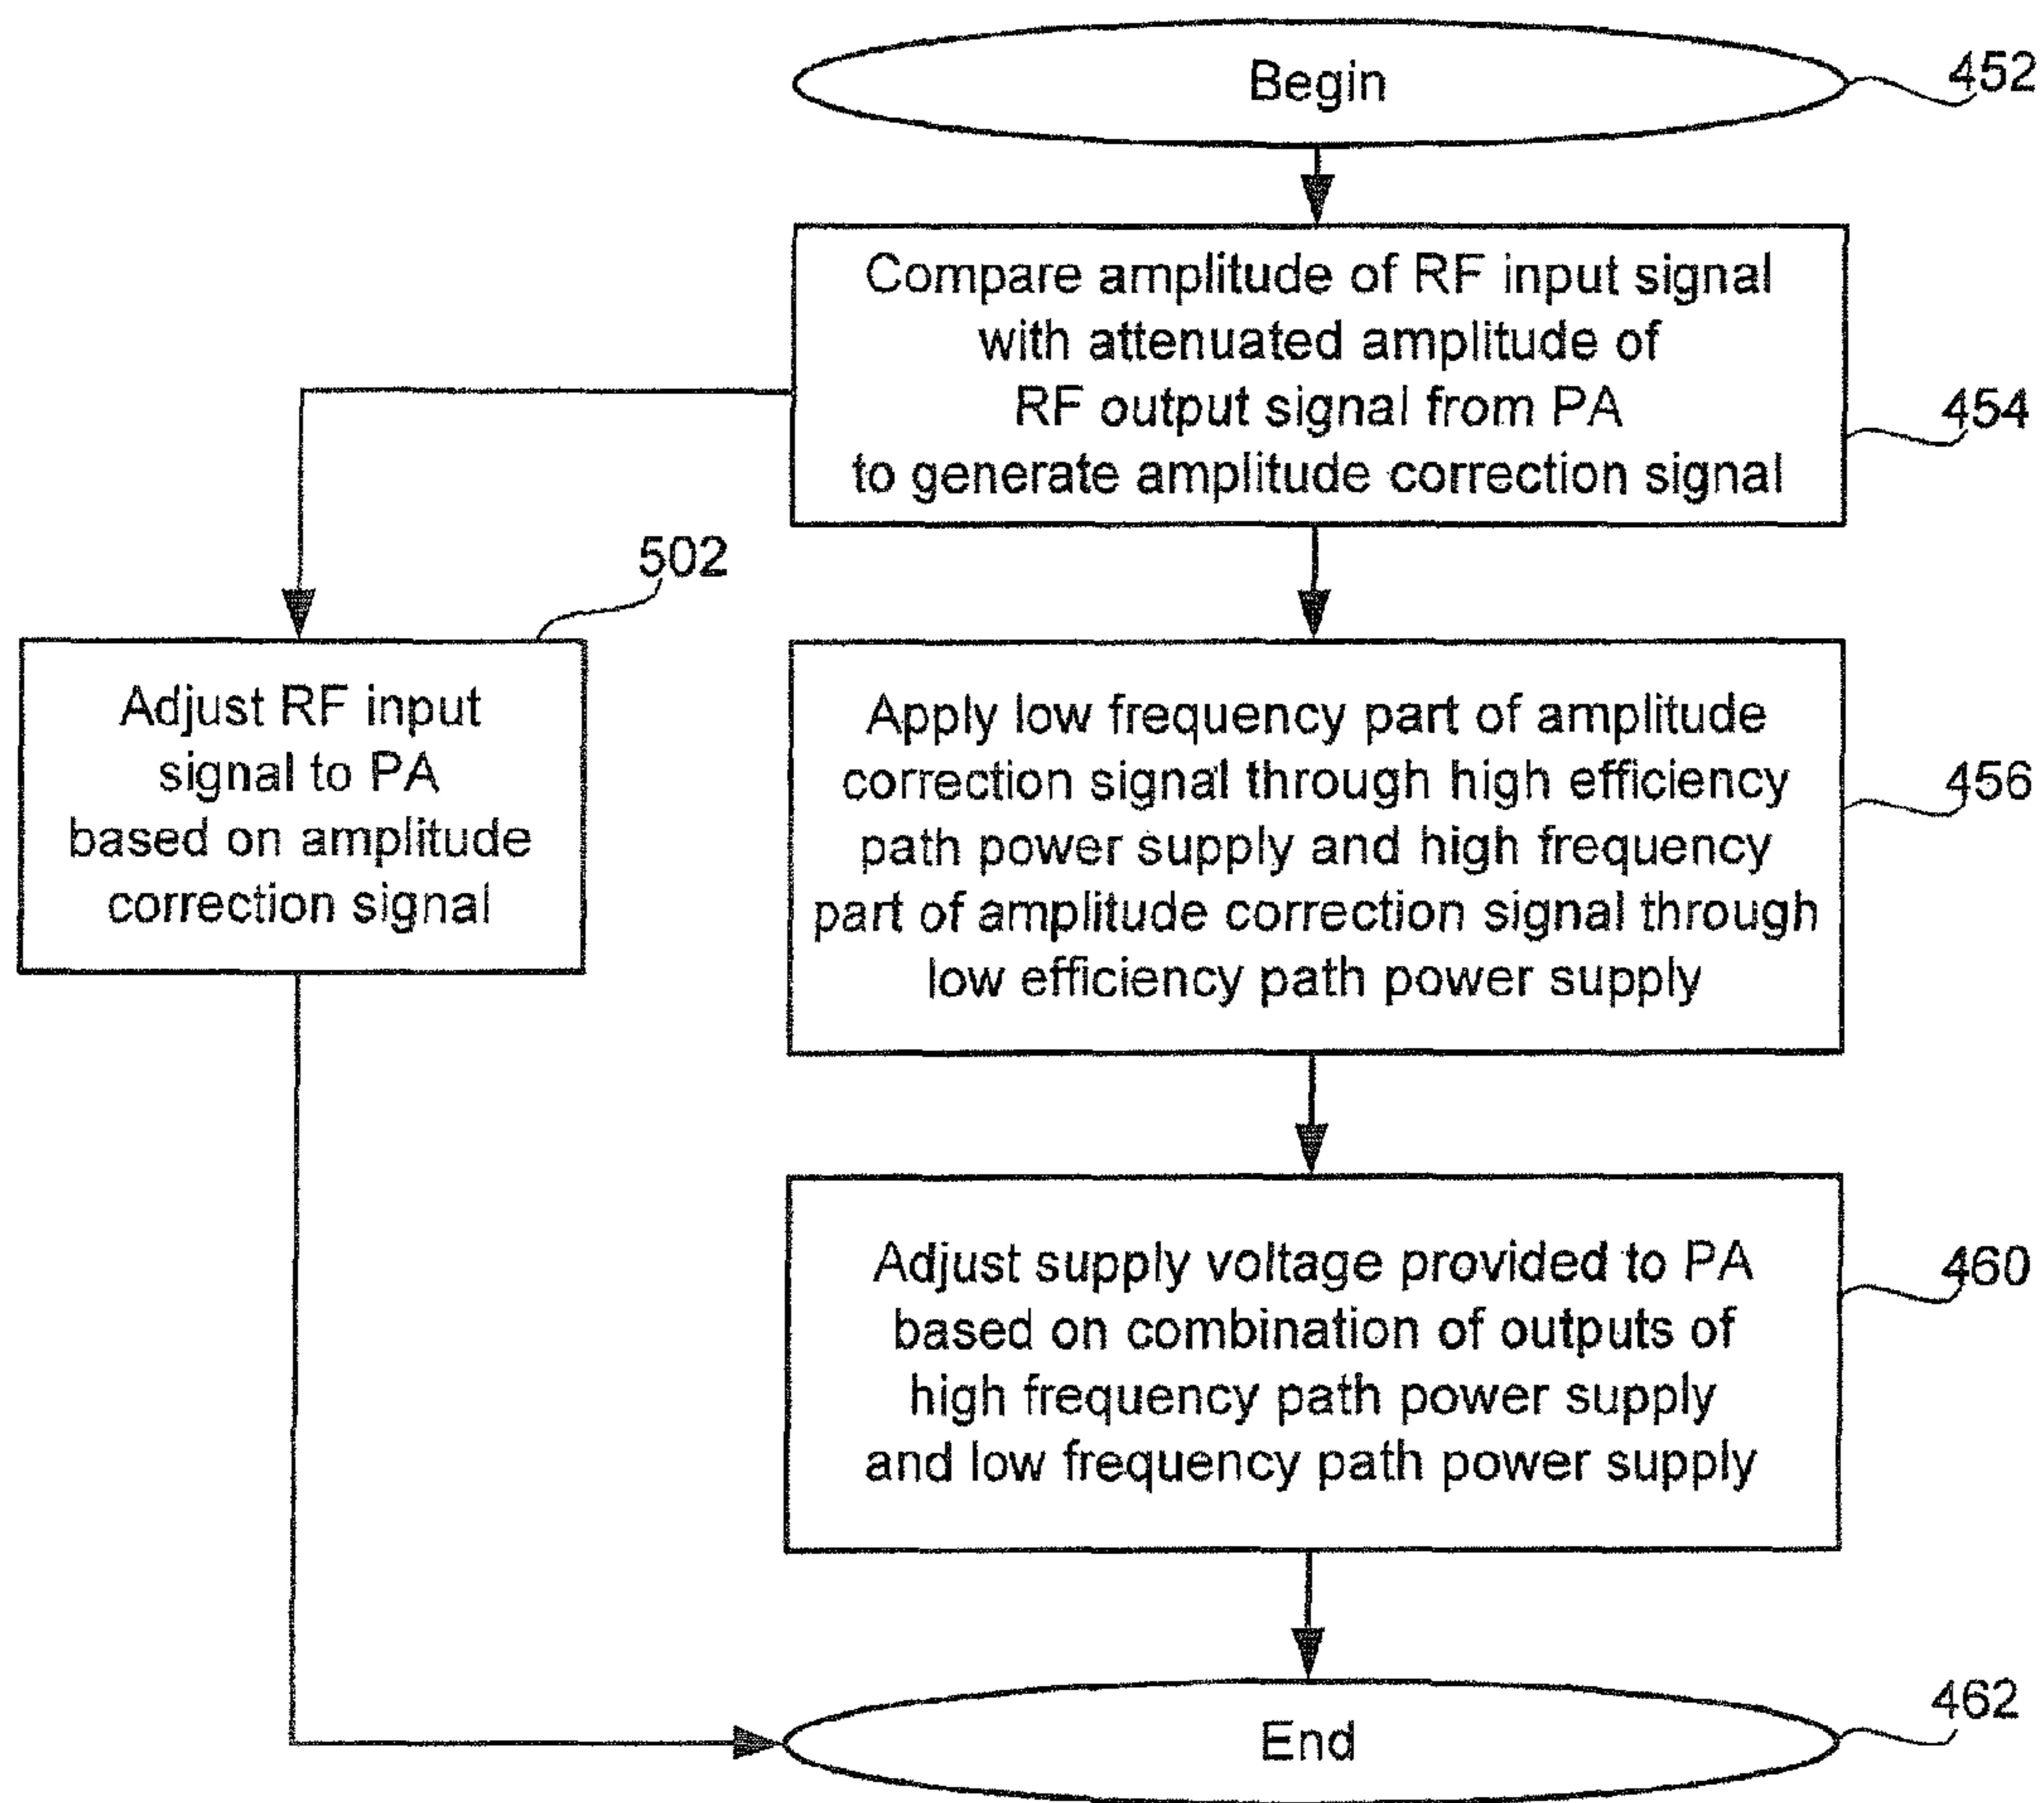 Begin
452
Compare amplitude of RF input signal
with attenuated amplitude of
RF output signal from PA
to generate amplitude correction signal
454
502
Adjust RF input
signal to PA
based on amplitude
correction signal
Apply low frequency part of amplitude
correction signal through high efficiency
path power supply and high frequency
part of amplitude correction signal through
low efficiency path power supply
456
Adjust supply voltage provided to PA
based on combination of outputs of
high frequency path power supply
and low frequency path power supply
460
End
462